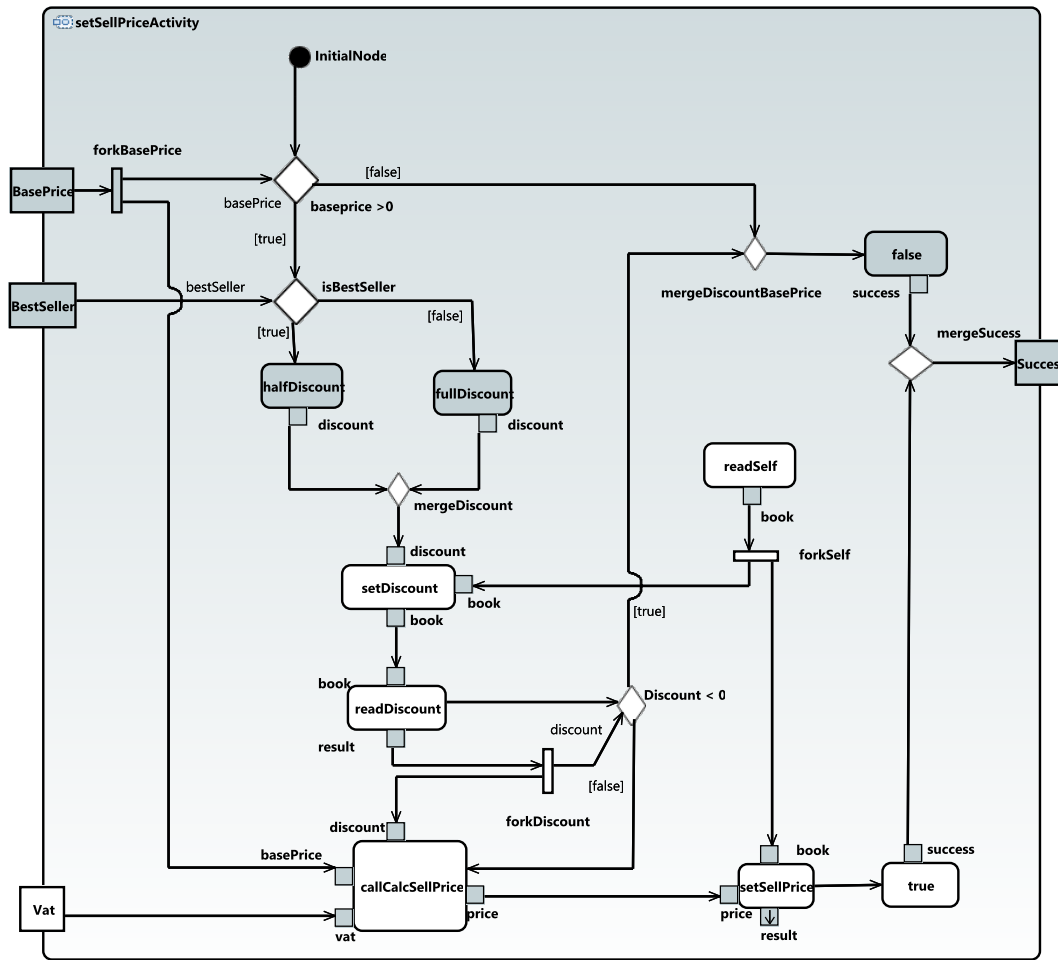 setSellPriceActivity
InitialNode
forkBasePrice
[false]
BasePrice
basePrice
baseprice >0
[true]
false
bestSeller
isBestSeller
mergeDiscountBasePrice
success
BestSeller
[true]
[false]
mergeSucess
Succes
halfDiscount
fullDiscount
discount
discount
readSelf
mergeDiscount
book
discount
forkSelf
setDiscount
book
[true]
book
book
Discount < 0
readDiscount
discount
result
[false]
forkDiscount
discount
basePrice
book
success
callCalcSellPrice
setSellPrice
true
Vat
price
price
vat
result